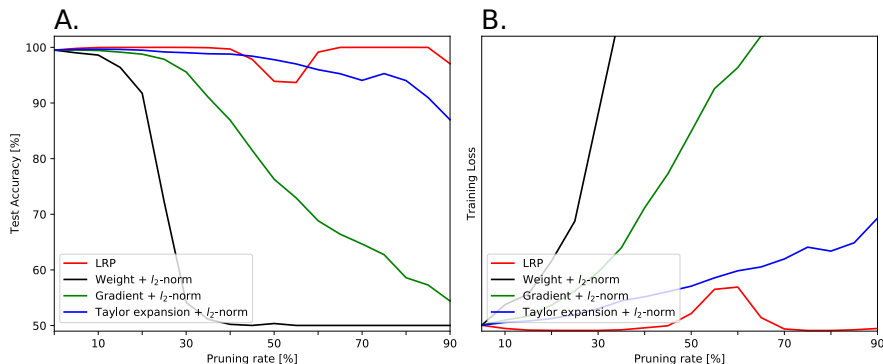 A.
100
90
80
70
60
50
Test Accuracy [%]
LRP
Weight + l₂-norm
Gradient + l₂-norm
Taylor expansion + l₂-norm
10
30
50
70
90
Pruning rate [%]
B.
Training Loss
LRP
Weight + l₂-norm
Gradient + l₂-norm
Taylor expansion + l₂-norm
10
30
50
70
90
Pruning rate [%]